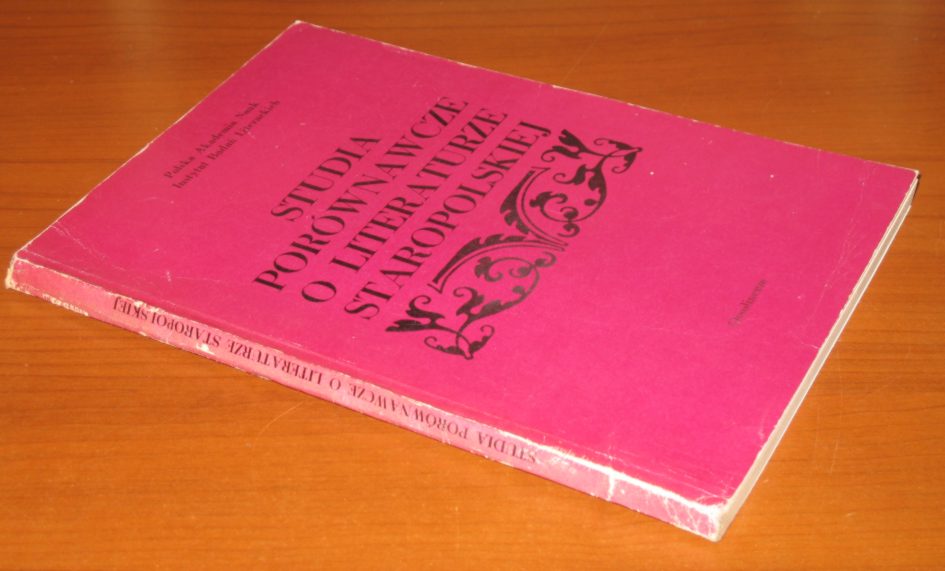 Polska Akademia Nauk
Instytut Badań Literackich
STUDIA
PORÓWNAWCZE
O LITERATURZE
STAROPOLSKIEJ
Ossolineum
STUDIA PORÓWNAWCZE O LITERATURZE STAROPOLSKIEJ